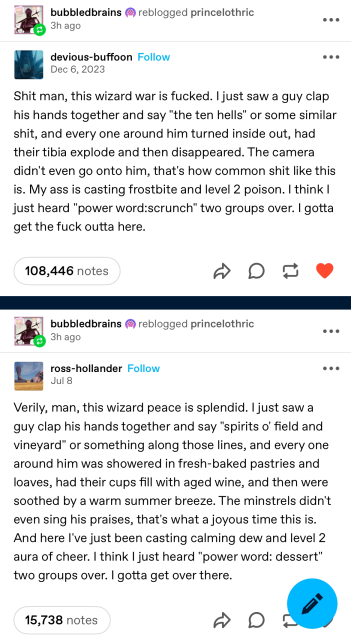 bubbledbrains reblogged princelothric
3h ago
devious-buffoon Follow
Dec 6, 2023
Shit man, this wizard war is fucked. I just saw a guy clap
his hands together and say "the ten hells" or some similar
shit, and every one around him turned inside out, had
their tibia explode and then disappeared. The camera
didn't even go onto him, that's how common shit like this
is. My ass is casting frostbite and level 2 poison. I think I
just heard "power word:scrunch" two groups over. I gotta
get the fuck outta here.
108,446 notes
bubbledbrains reblogged princelothric
3h ago
ross-hollander Follow
Jul 8
Verily, man, this wizard peace is splendid. I just saw a
guy clap his hands together and say "spirits o' field and
vineyard" or something along those lines, and every one
around him was showered in fresh-baked pastries and
loaves, had their cups fill with aged wine, and then were
soothed by a warm summer breeze. The minstrels didn't
even sing his praises, that's what a joyous time this is.
And here I've just been casting calming dew and level 2
aura of cheer. I think I just heard "power word: dessert"
two groups over. I gotta get over there.
15,738 notes